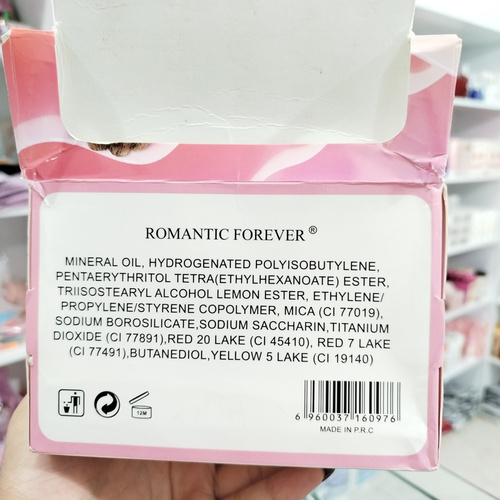 ROMANTIC FOREVER ®
MINERAL OIL, HYDROGENATED POLYISOBUTYLENE,
PENTAERYTHRITOL TETRA(ETHYLHEXANOATE) ESTER,
TRIISOSTEARYL ALCOHOL LEMON ESTER, ETHYLENE/
PROPYLENE/STYRENE COPOLYMER, MICA (CI 77019),
SODIUM BOROSILICATE,SODIUM SACCHARIN,TITANIUM
DIOXIDE (CI 77891),RED 20 LAKE (CI 45410), RED 7 LAKE
(CI 77491),BUTANEDIOL,YELLOW 5 LAKE (CI 19140)
12M
6 960037 160976
MADE IN P.R.C